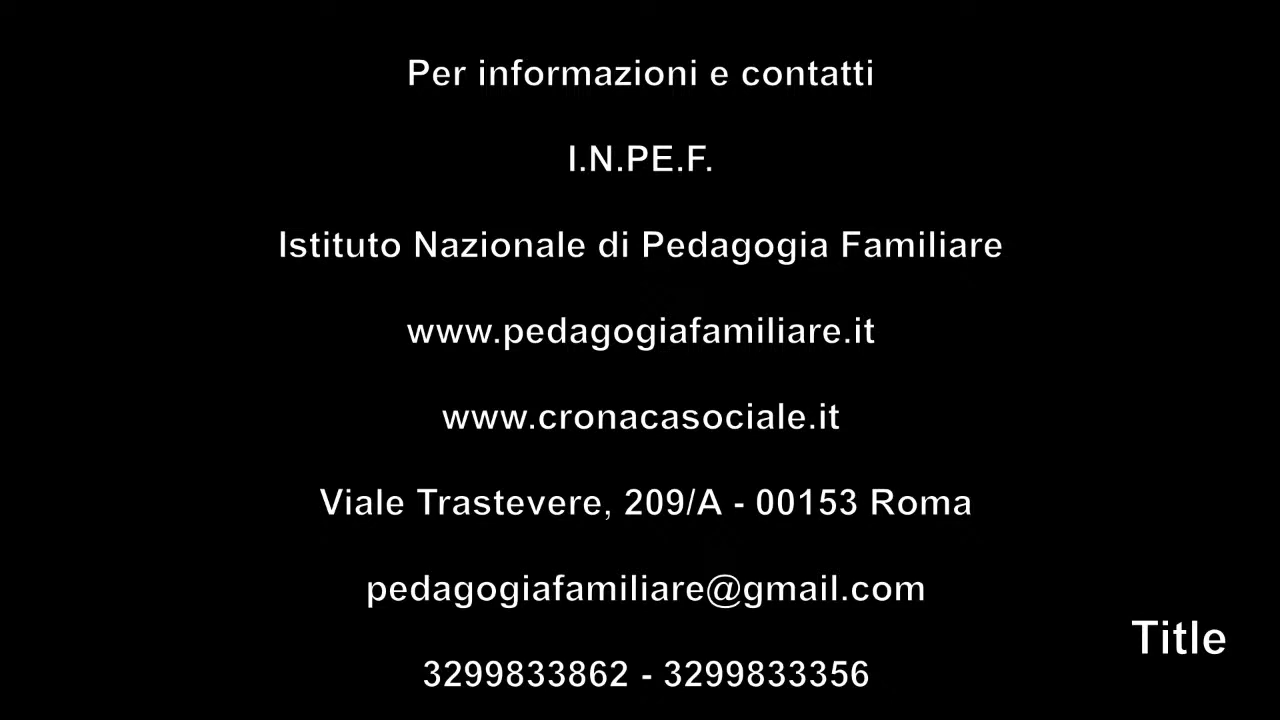 Per informazioni e contatti
I.N.PE.F.
Istituto Nazionale di Pedagogia Familiare
www.pedagogiafamiliare.it
www.cronacasociale.it
Viale Trastevere, 209/A - 00153 Roma
pedagogiafamiliare@gmail.com
Title
3299833862 - 3299833356